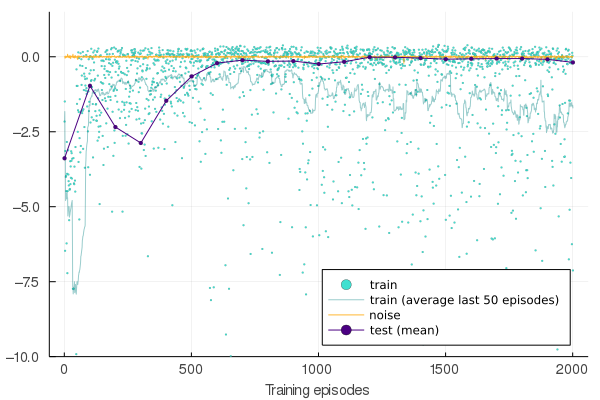 0.0
−2.5
−5.0
−7.5
−10.0
train
train (average last 50 episodes)
noise
test (mean)
0 500 1000 1500 2000
Training episodes